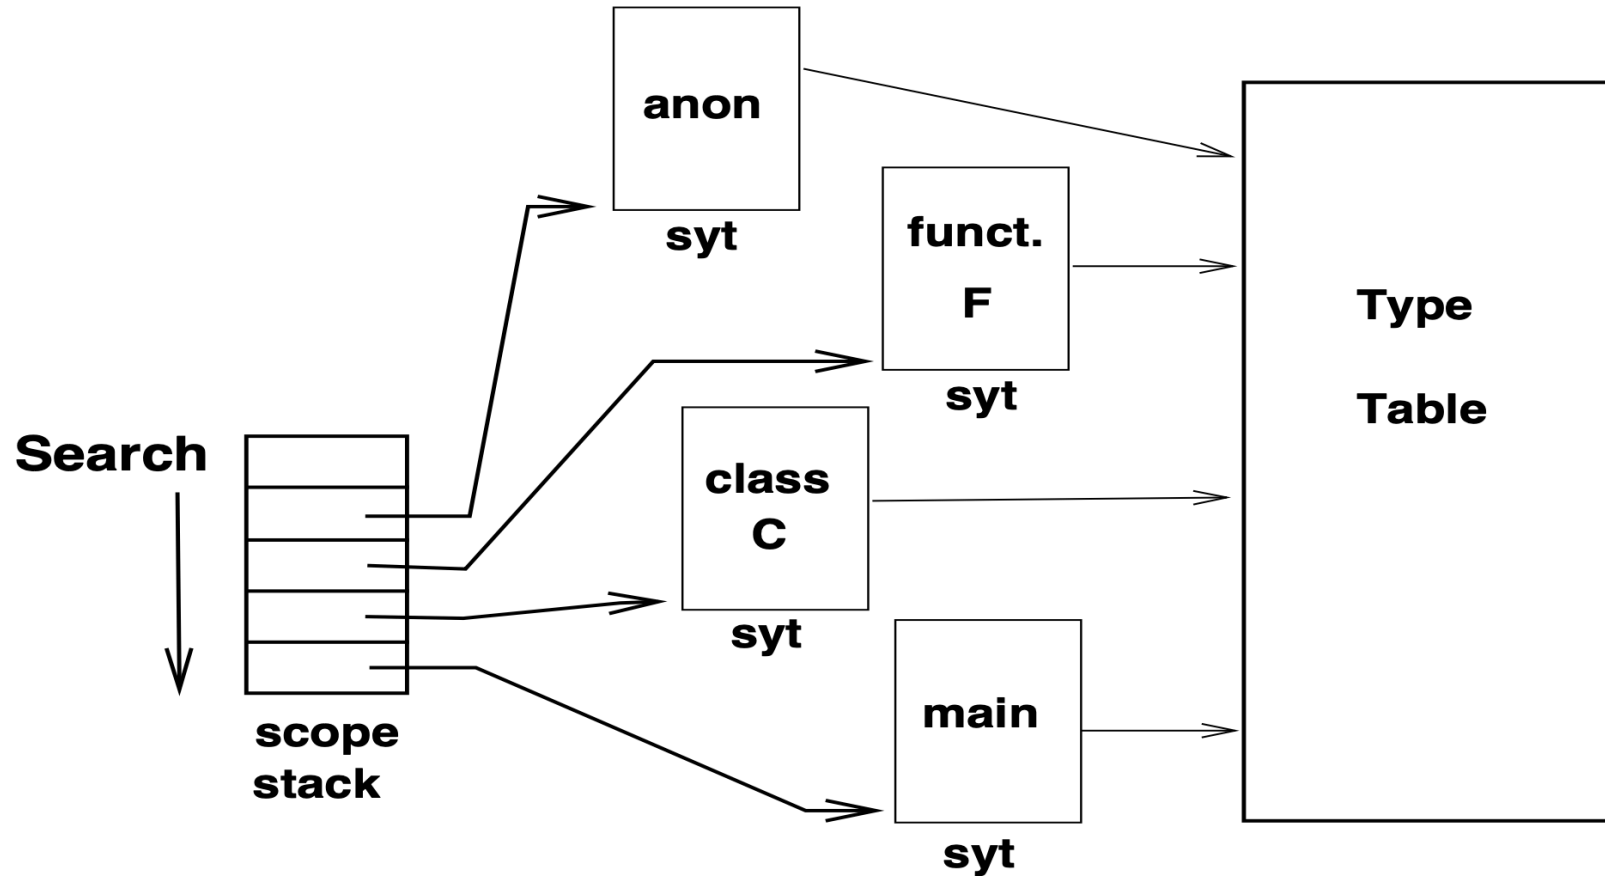 anon
syt
funct.
F
syt
Type
Table
Search
class
C
syt
main
syt
scope
stack